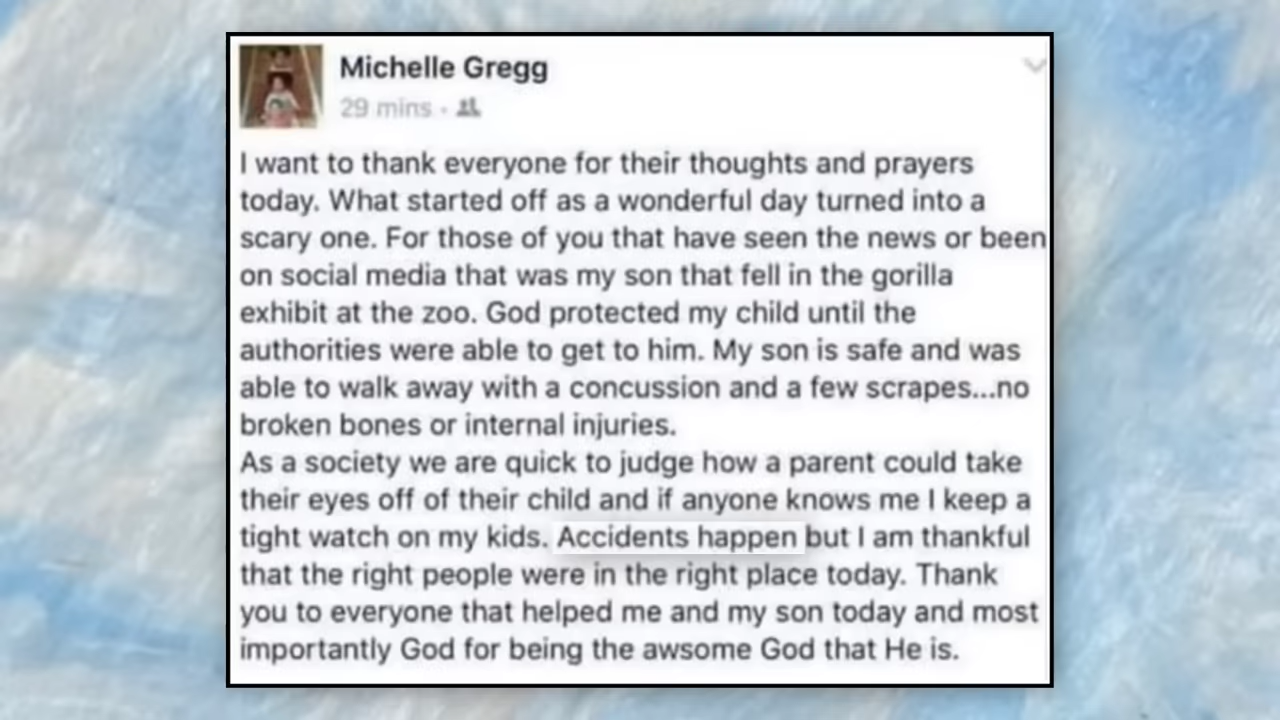 Michelle Gregg
29 mins ·
I want to thank everyone for their thoughts and prayers
today. What started off as a wonderful day turned into a
scary one. For those of you that have seen the news or been
on social media that was my son that fell in the gorilla
exhibit at the zoo. God protected my child until the
authorities were able to get to him. My son is safe and was
able to walk away with a concussion and a few scrapes...no
broken bones or internal injuries.
As a society we are quick to judge how a parent could take
their eyes off of their child and if anyone knows me I keep a
tight watch on my kids. Accidents happen but I am thankful
that the right people were in the right place today. Thank
you to everyone that helped me and my son today and most
importantly God for being the awsome God that He is.